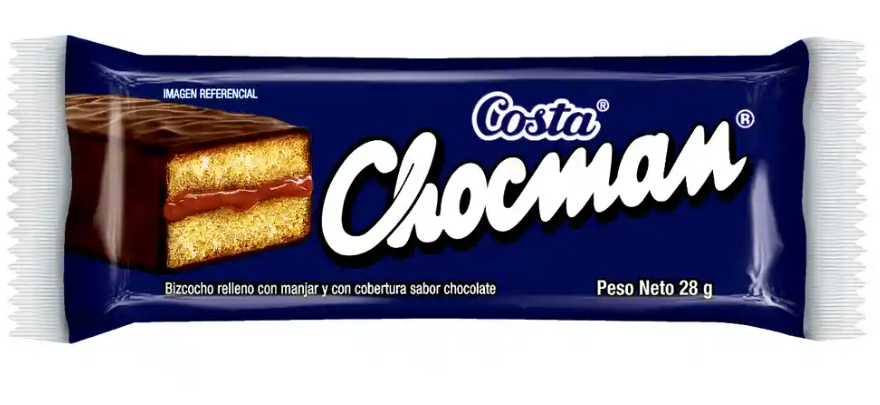 IMAGEN REFERENCIAL
Costa®
Chocman®
Bizcocho relleno con manjar y con cobertura sabor chocolate
Peso Neto 28 g